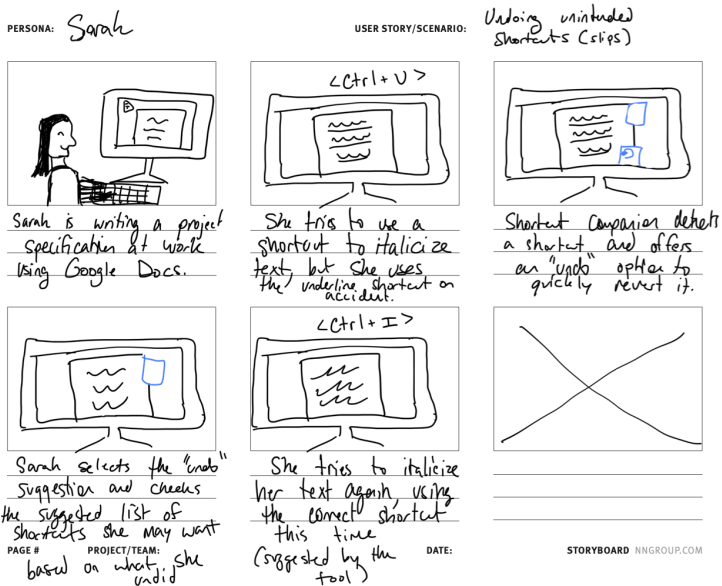 PERSONA: Sarah
USER STORY/SCENARIO: Undoing unintended
shortcuts (slips)
Sarah is writing a project
specification at work
using Google Docs.
<Ctrl + U>
She tries to use a
shortcut to italicize
text, but she uses
the underline shortcut on
accident.
Shortcut Companion detects
a shortcut and offers
an "undo" option to
quickly revert it.
Sarah selects the "undo"
suggestion and checks
the suggested list of
shortcuts she may want
based on what she
undid
<Ctrl + I>
She tries to italicize
her text again, using
the correct shortcut
this time
(suggested by the
tool)
PAGE #
PROJECT/TEAM:
DATE:
STORYBOARD NNGROUP.COM